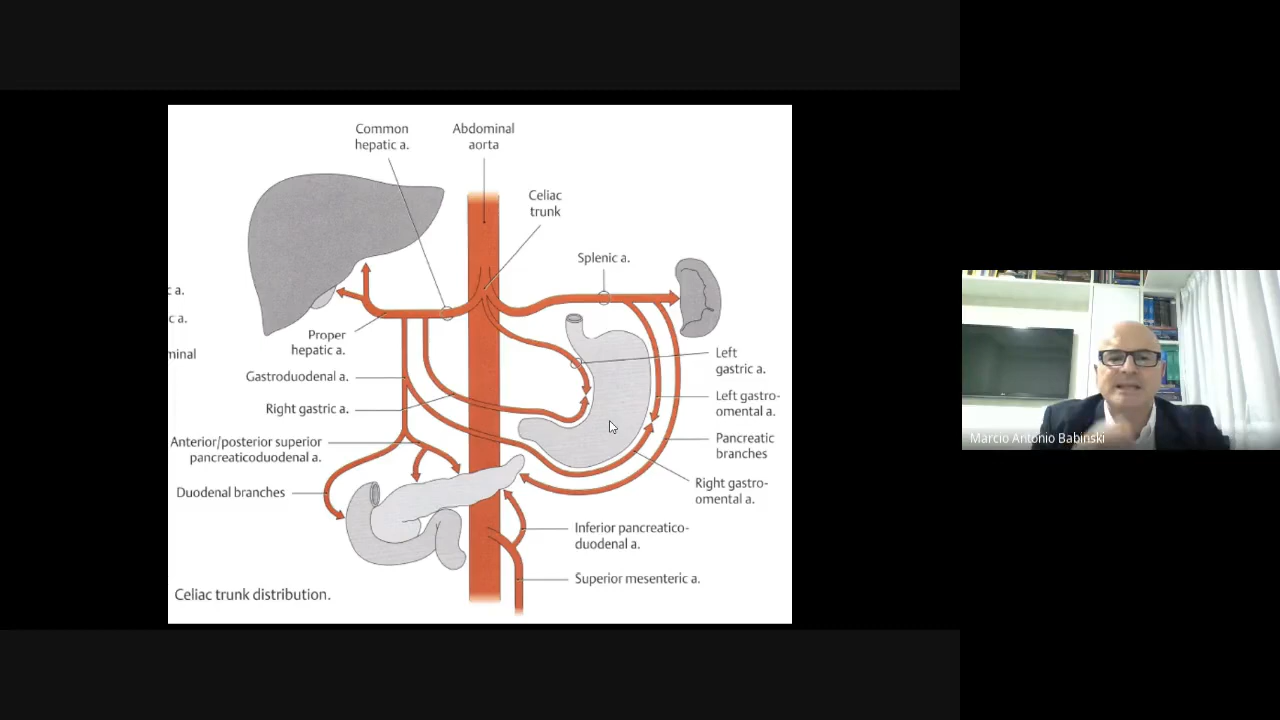 Common
hepatic a.
Abdominal
aorta
Celiac
trunk
Splenic a.
c a.
c a.
minal
Proper
hepatic a.
Left
gastric a.
Gastroduodenal a.
Left gastro-
omental a.
Right gastric a.
Anterior/posterior superior
pancreaticoduodenal a.
Pancreatic
branches
Duodenal branches
Right gastro-
omental a.
Inferior pancreatico-
duodenal a.
Superior mesenteric a.
Celiac trunk distribution.
Marcio Antonio Babinski